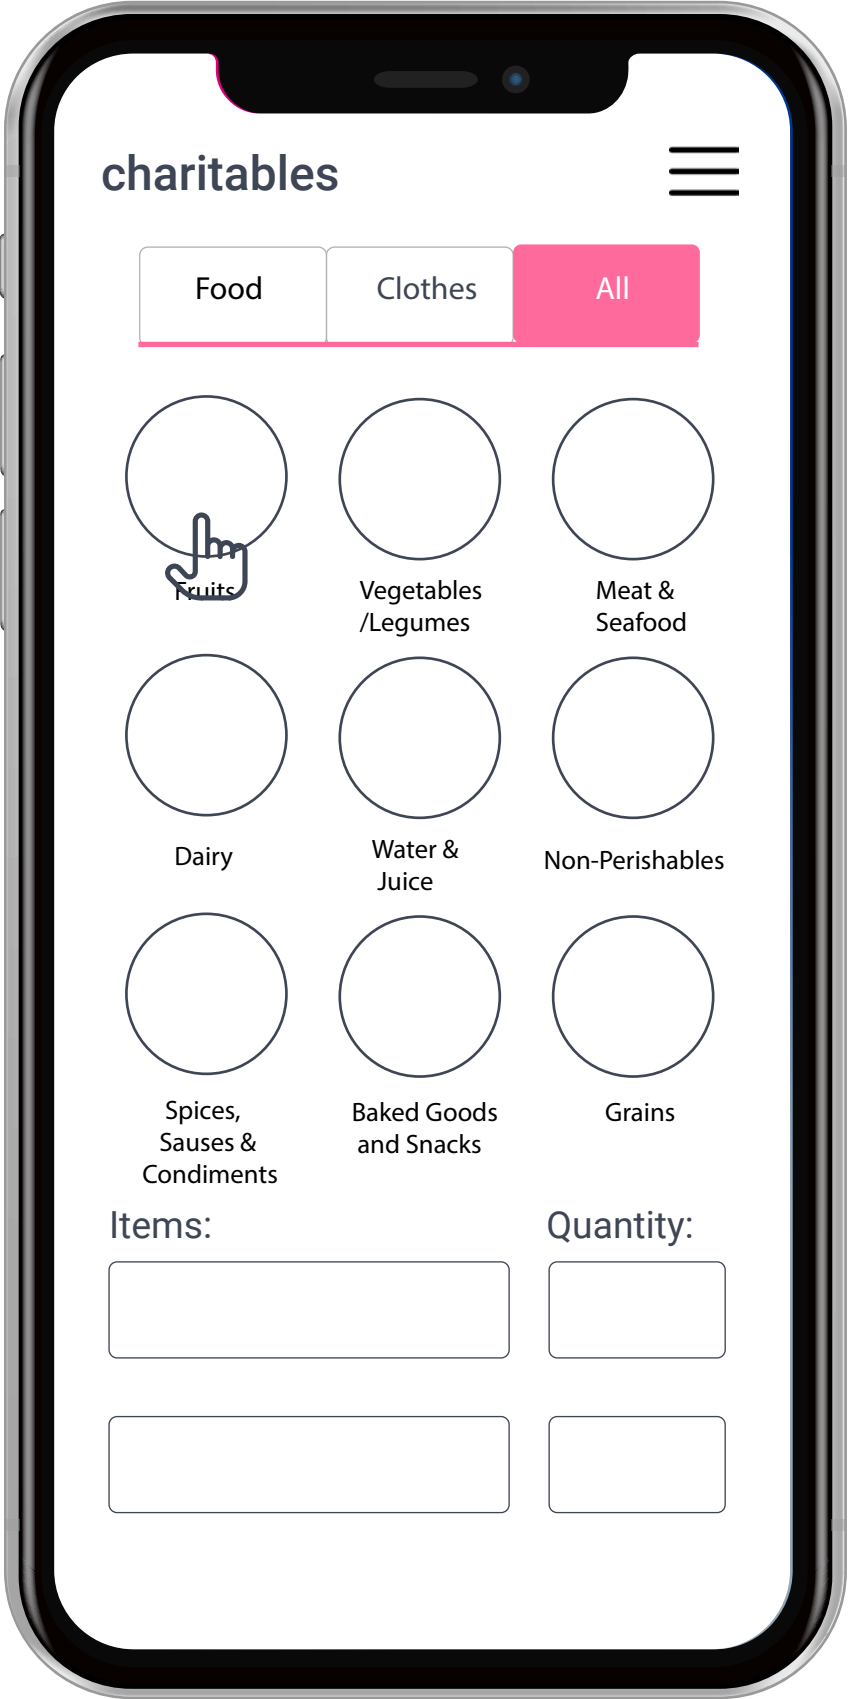 charitables
Food Clothes All
Fruits
Vegetables
/Legumes
Meat &
Seafood
Dairy
Water &
Juice
Non-Perishables
Spices,
Sauses &
Condiments
Baked Goods
and Snacks
Grains
Items: Quantity: